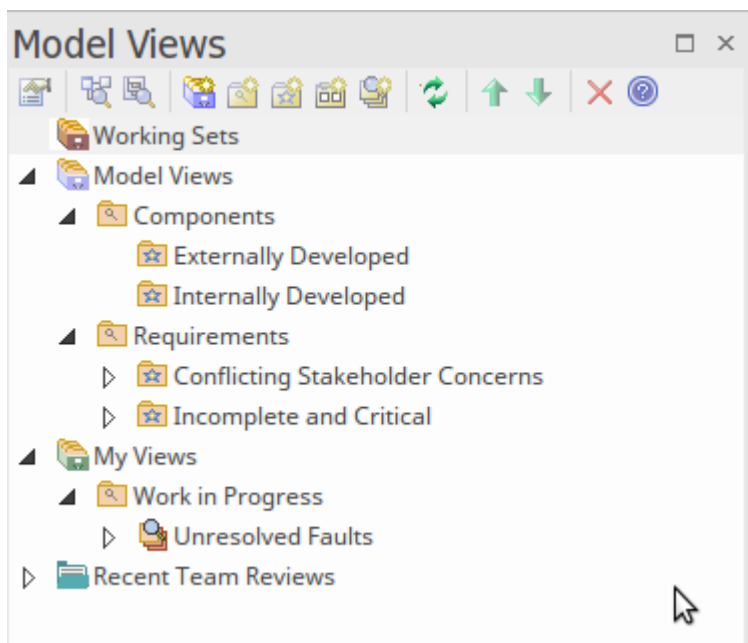 Model Views
Working Sets
Model Views
Components
Externally Developed
Internally Developed
Requirements
Conflicting Stakeholder Concerns
Incomplete and Critical
My Views
Work in Progress
Unresolved Faults
Recent Team Reviews